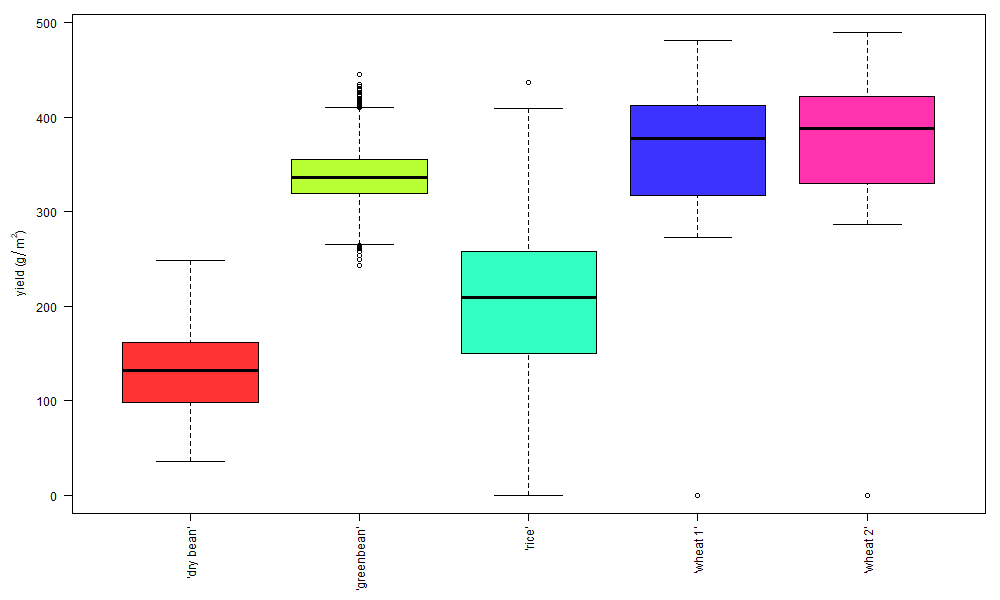 500
400
300
200
100
0
yield (g/m²)
'dry bean'
'greenbean'
'rice'
'wheat 1'
'wheat 2'